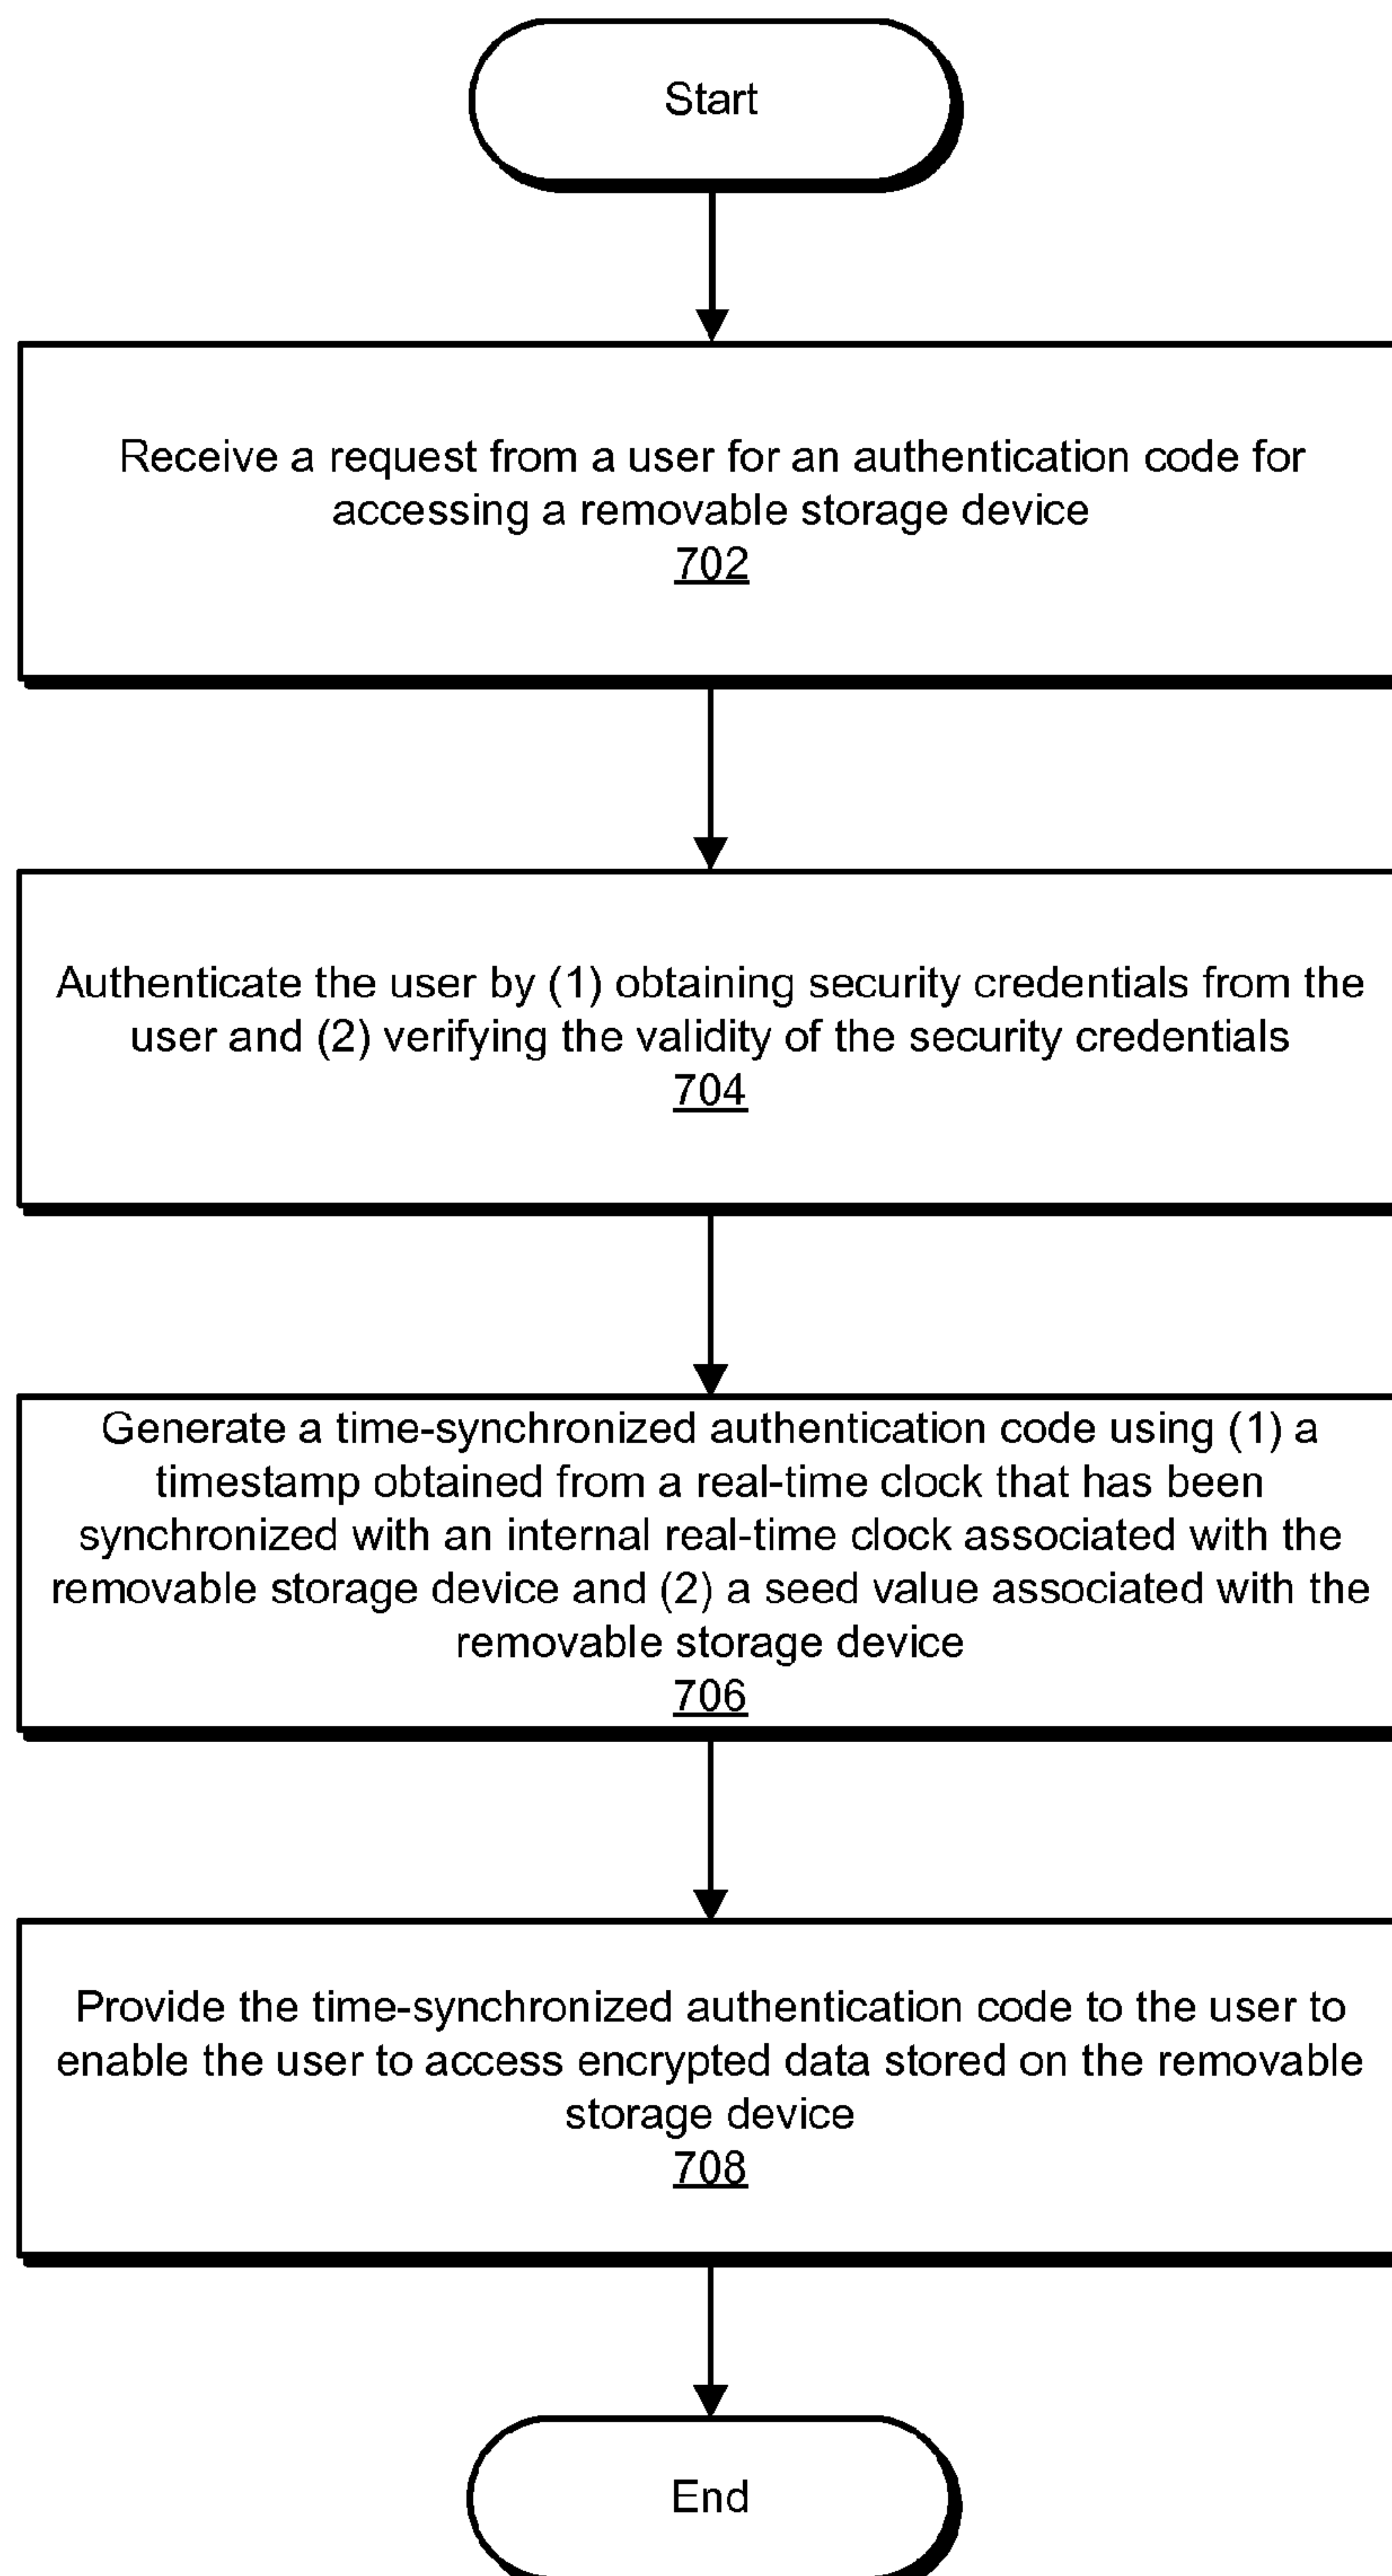 Start
Receive a request from a user for an authentication code for
accessing a removable storage device
702
Authenticate the user by (1) obtaining security credentials from the
user and (2) verifying the validity of the security credentials
704
Generate a time-synchronized authentication code using (1) a
timestamp obtained from a real-time clock that has been
synchronized with an internal real-time clock associated with the
removable storage device and (2) a seed value associated with the
removable storage device
706
Provide the time-synchronized authentication code to the user to
enable the user to access encrypted data stored on the removable
storage device
708
End